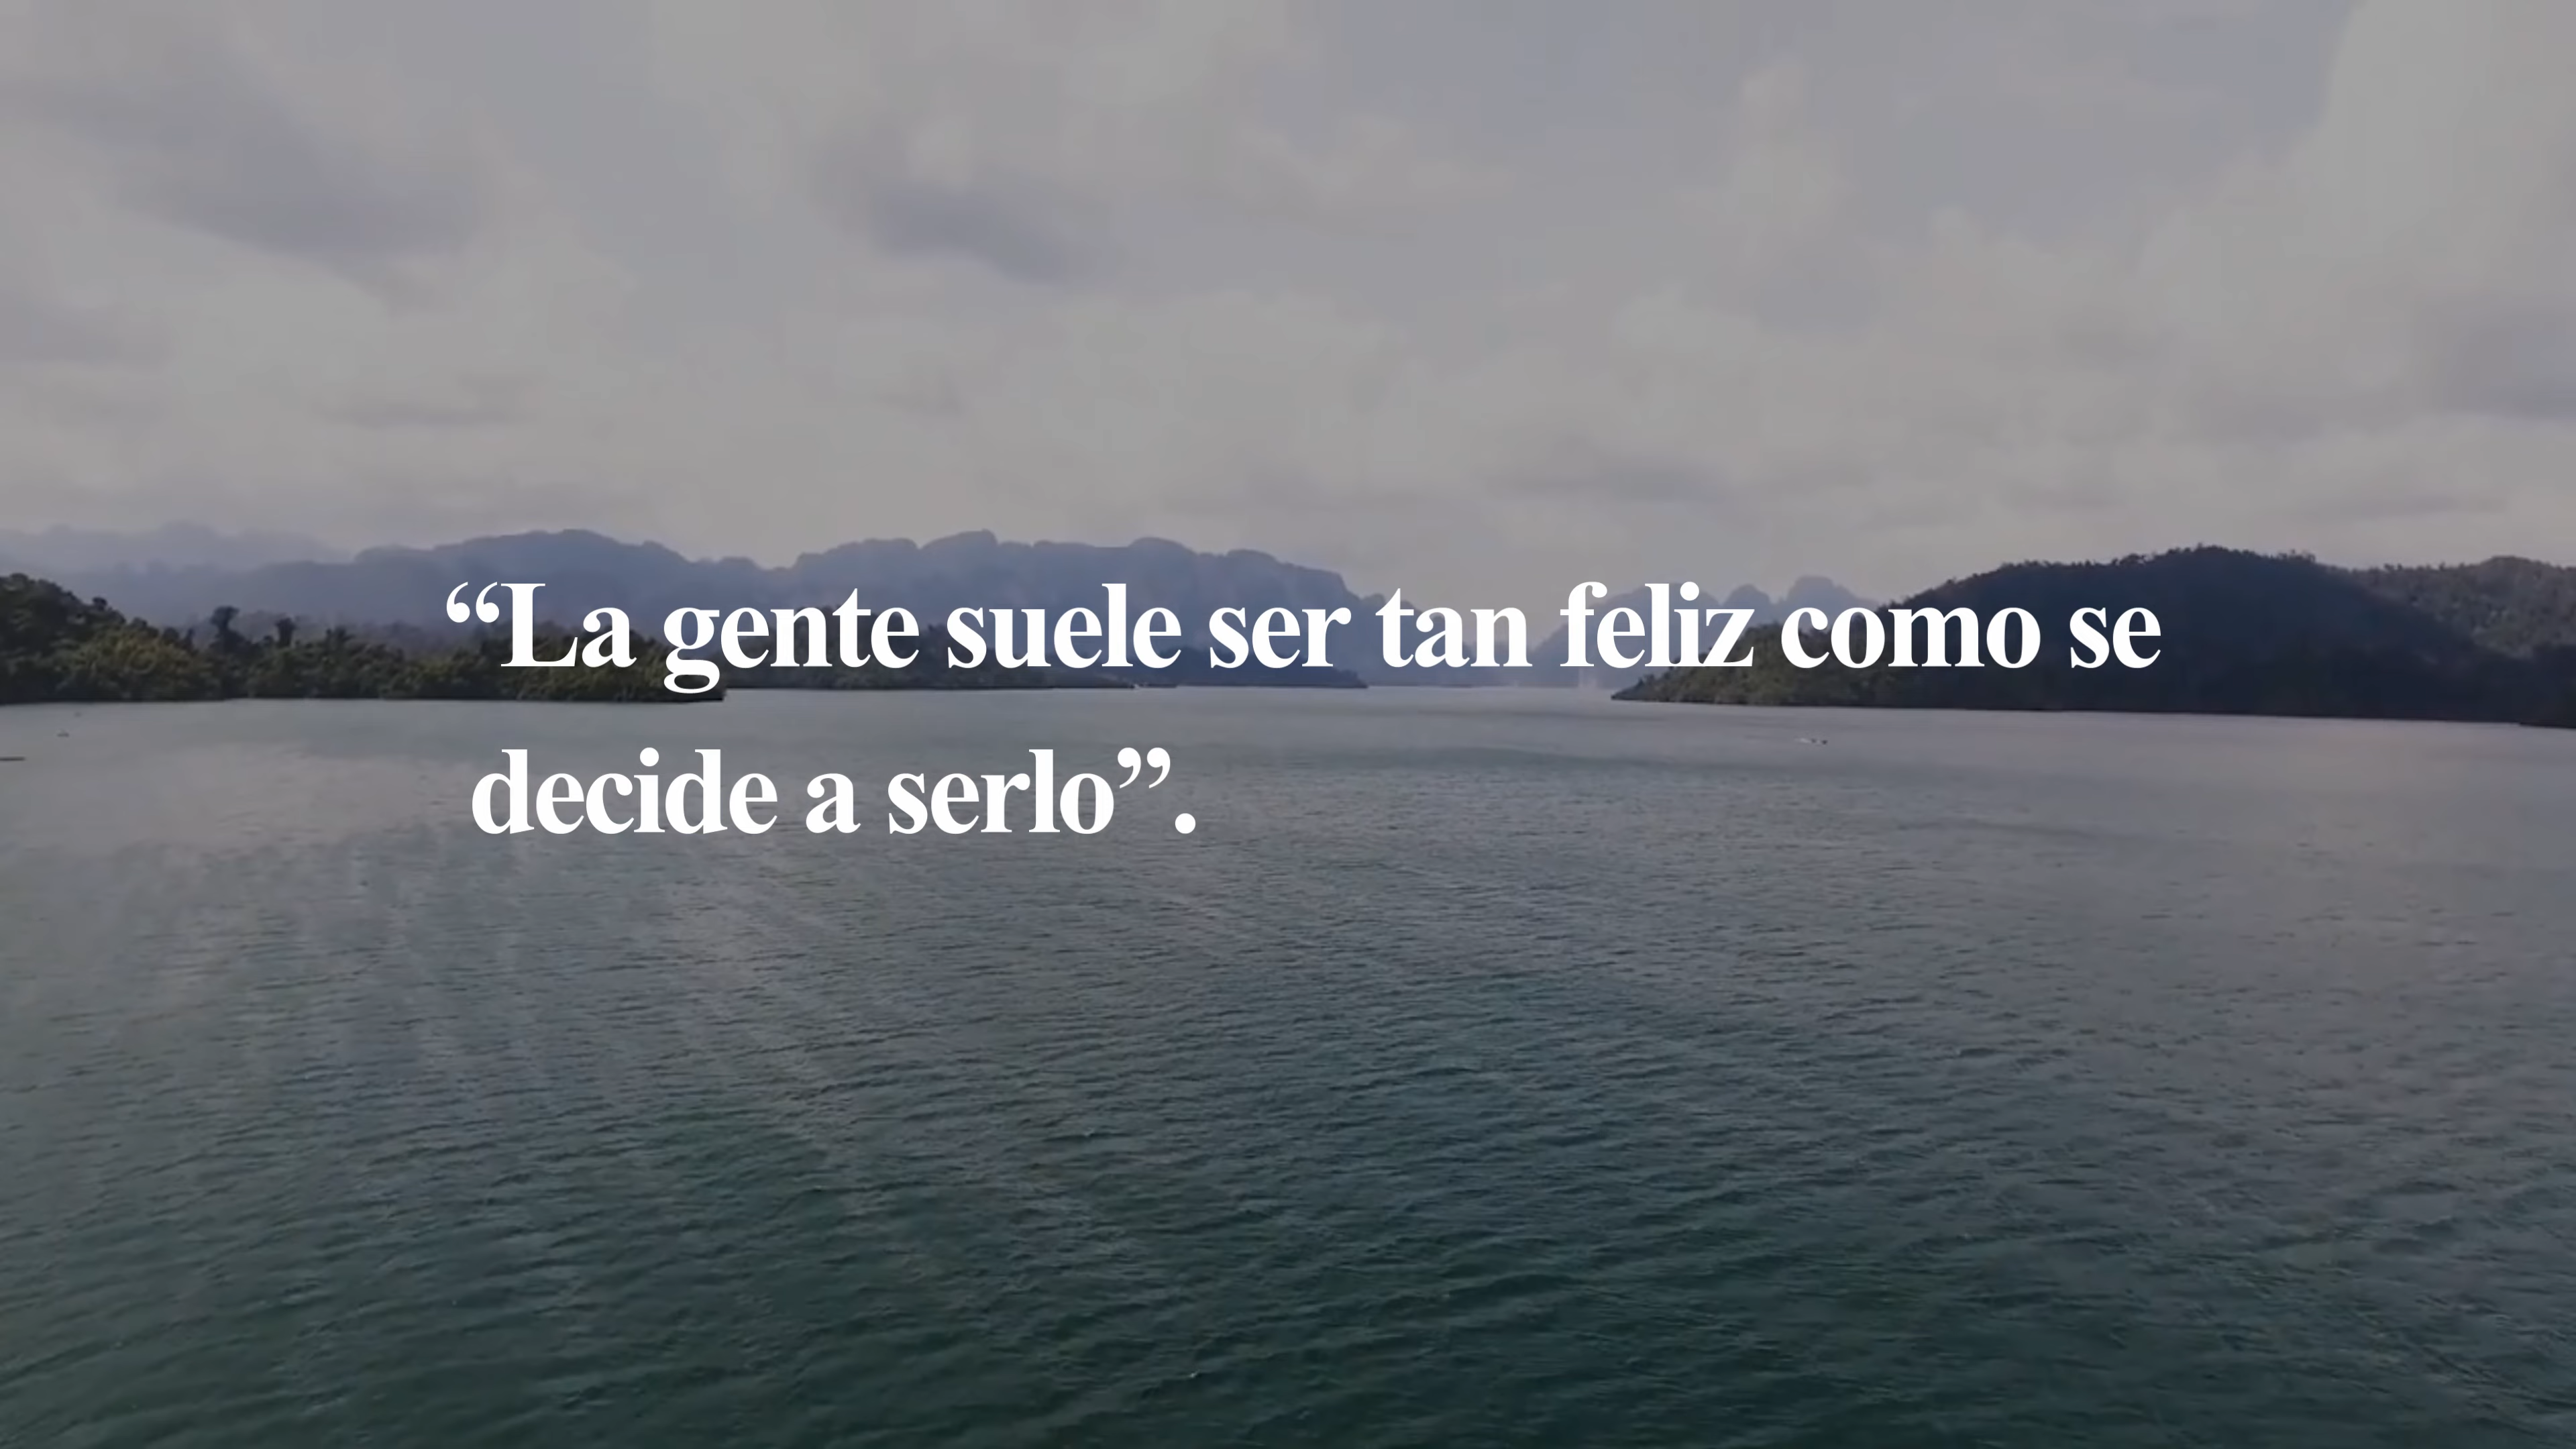 “La gente suele ser tan feliz como se
decide a serlo”.